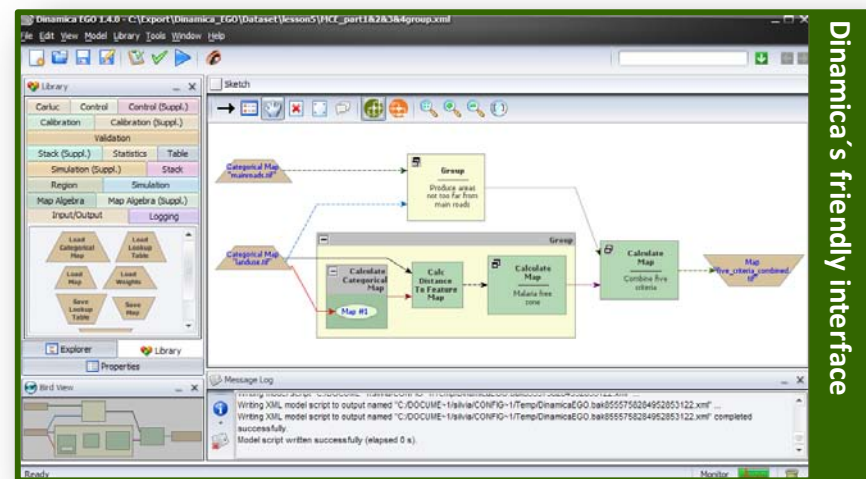 Dinamica EGO 1.4.0 - C:\Export\Dinamica_EGO\Dataset\lesson5\MCE_part1&2&3&4group.xml
File Edit View Model Library Tools Window Help
Library
Sketch
Carluc Control Control (Suppl.)
Calibration Calibration (Suppl.)
Validation
Stack (Suppl.) Statistics Table
Simulation (Suppl.) Stack
Region Simulation
Map Algebra Map Algebra (Suppl.)
Input/Output Logging
Load Categorical Map
Load Lookup Table
Load Map
Load Weights
Save Lookup Table
Save Map
Explorer Library
Properties
Bird View
Categorical Map
"mainroads.tif"
Group
Produce areas
not too far from
main roads
Categorical Map
"landuse.tif"
Group
Calculate
Categorical
Map
Map #1
Calc
Distance
To Feature
Map
Calculate
Map
Malaria free
zone
Calculate
Map
Combine five
criteria
Map
"five_criteria_combined.
tif"
Message Log
Writing XML model script to output named "C:/DOCUME~1/silvia/CONFIG~1/Temp/DinamicaEGO.bak8555758284952853122.xml" ...
Writing XML model script to output named "C:/DOCUME~1/silvia/CONFIG~1/Temp/DinamicaEGO.bak8555758284952853122.xml" completed
successfully.
Model script written successfully (elapsed 0 s).
Ready
Monitor
Dinamica´s friendly interface